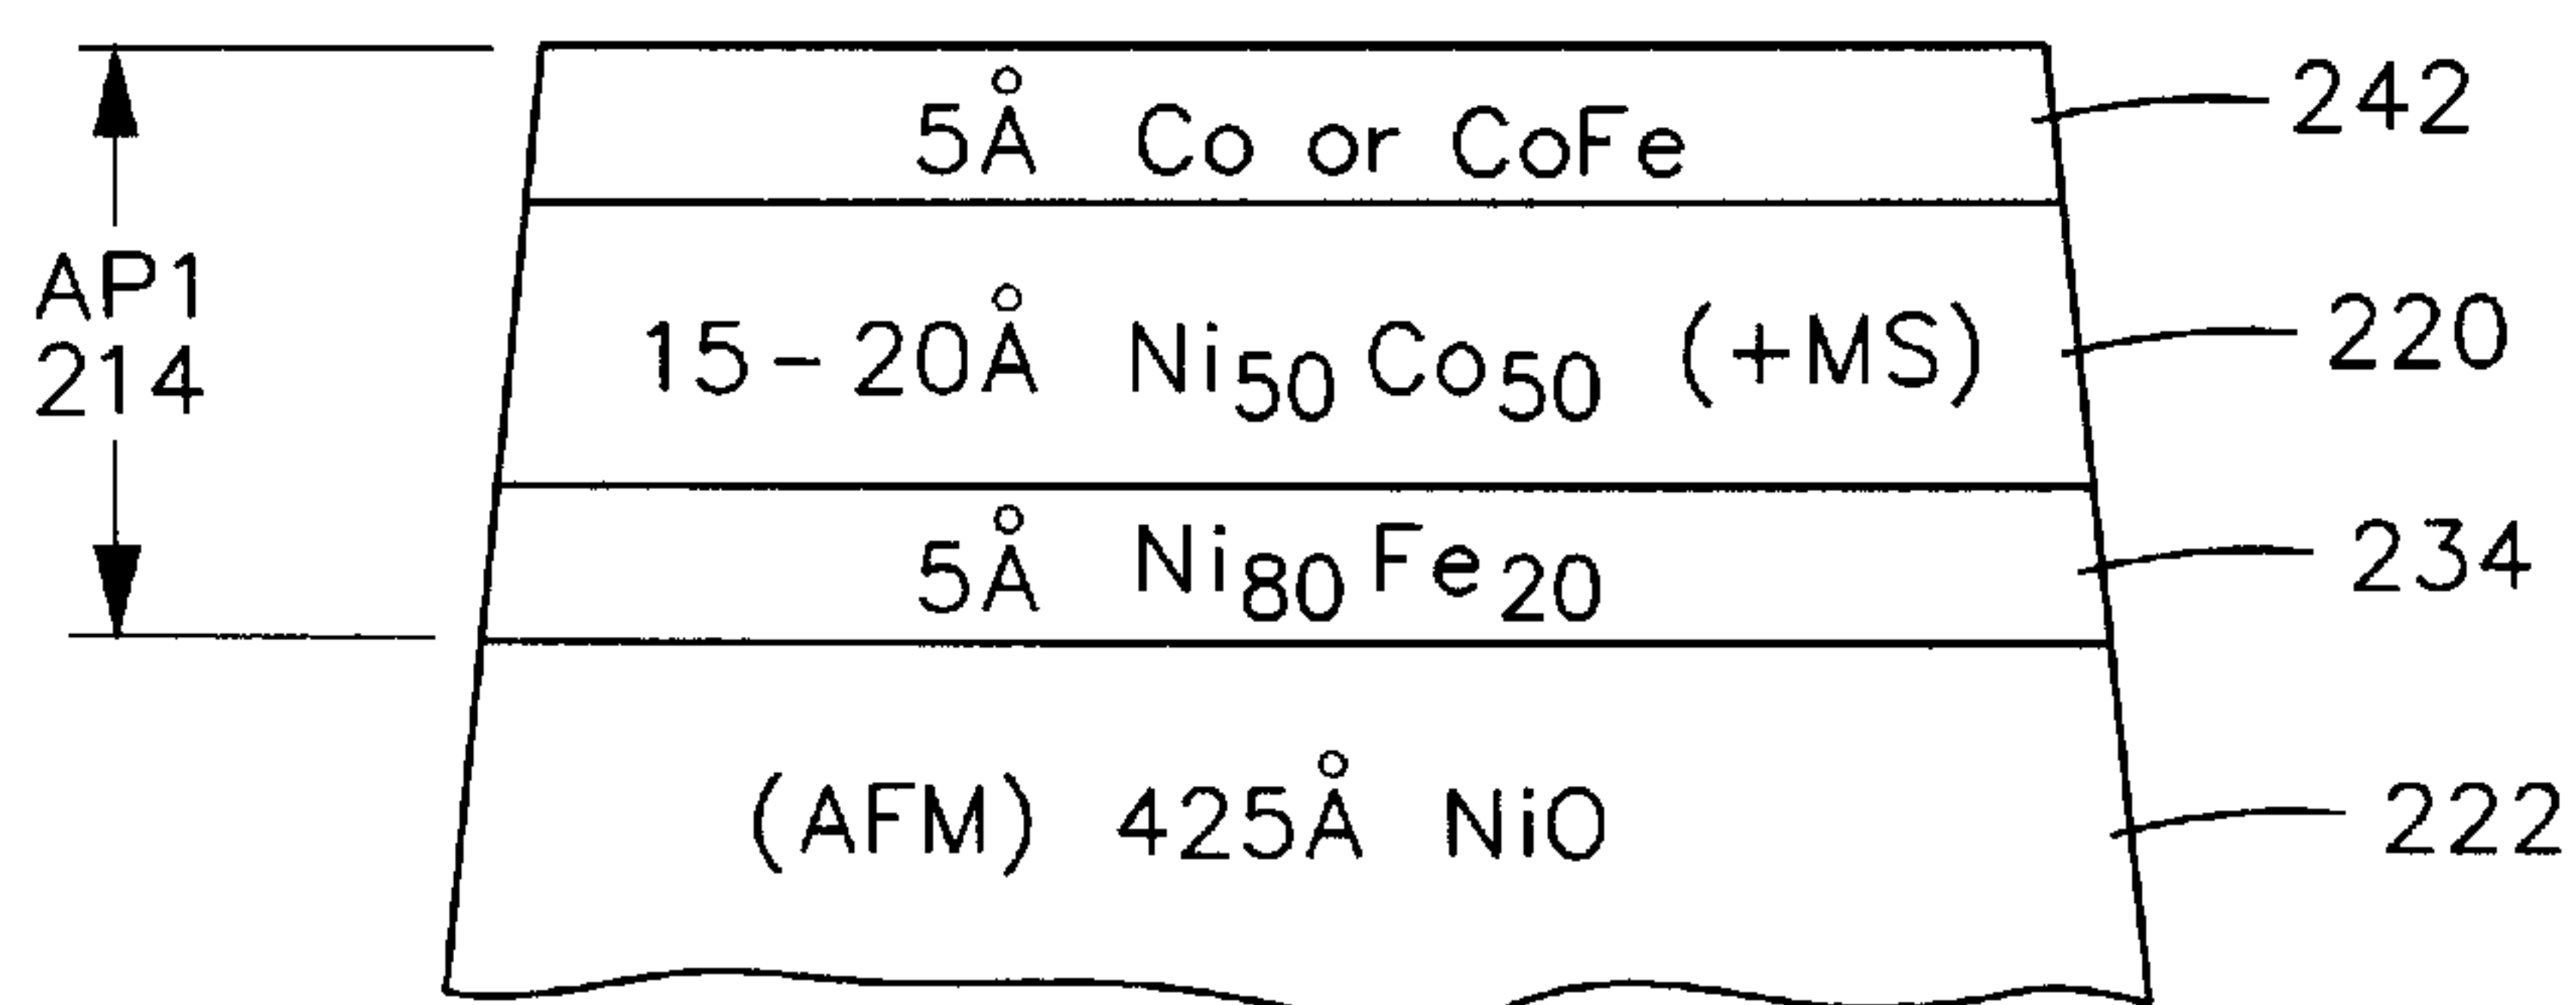 5Å Co or CoFe
242
AP1
214
15-20Å Ni50Co50 (+MS)
220
5Å Ni80Fe20
234
(AFM) 425Å NiO
222